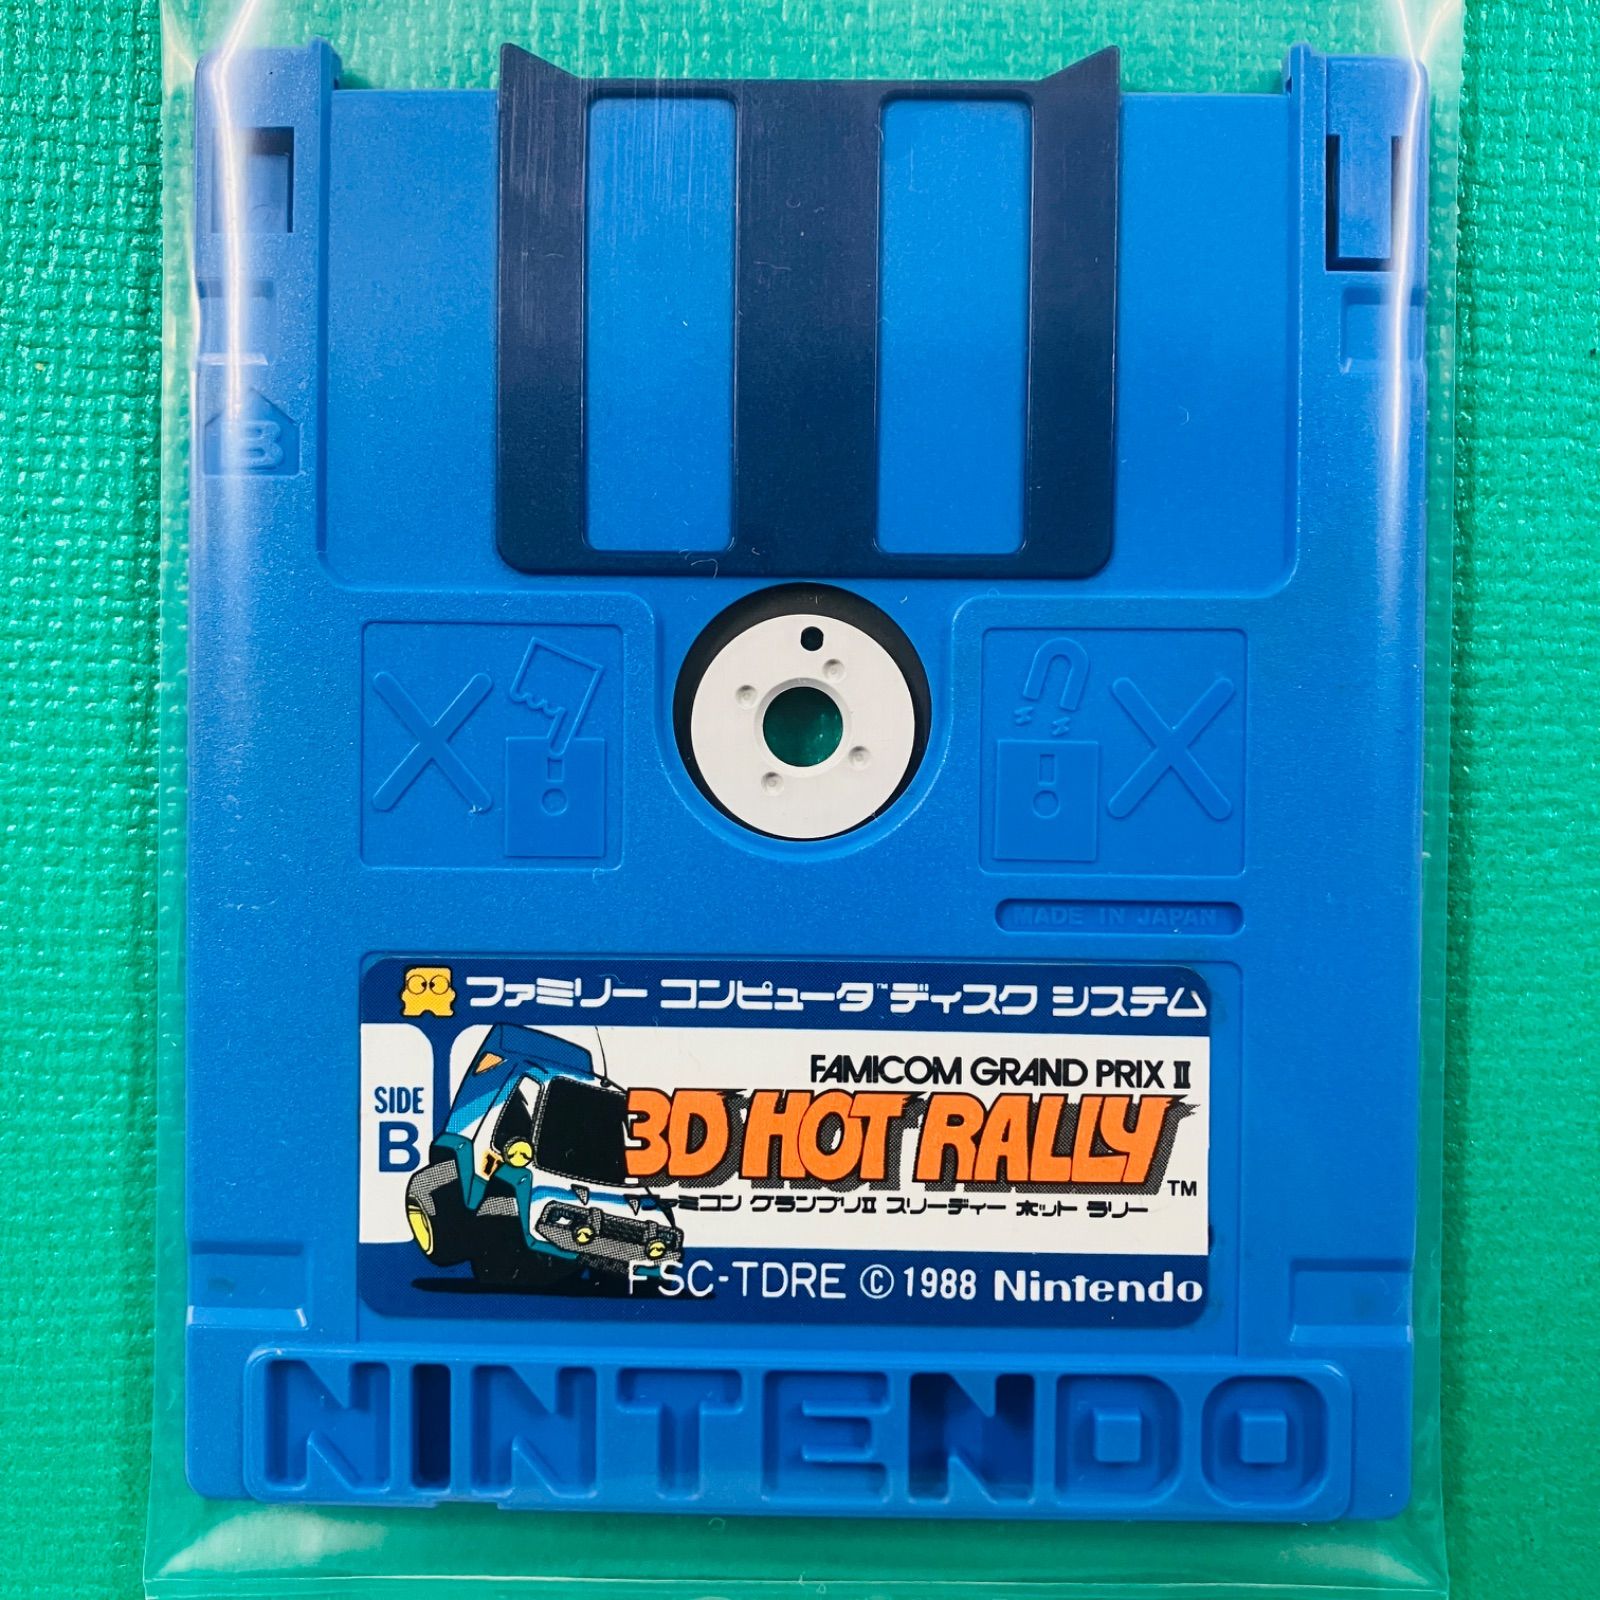 B
MADE IN JAPAN
ファミリー コンピュータ™ ディスク システム
SIDE
B
FAMICOM GRAND PRIX II
3D HOT RALLY™
ファミコン グランプリII スリーディー ホット ラリー
FSC-TDRE © 1988 Nintendo
NINTENDO